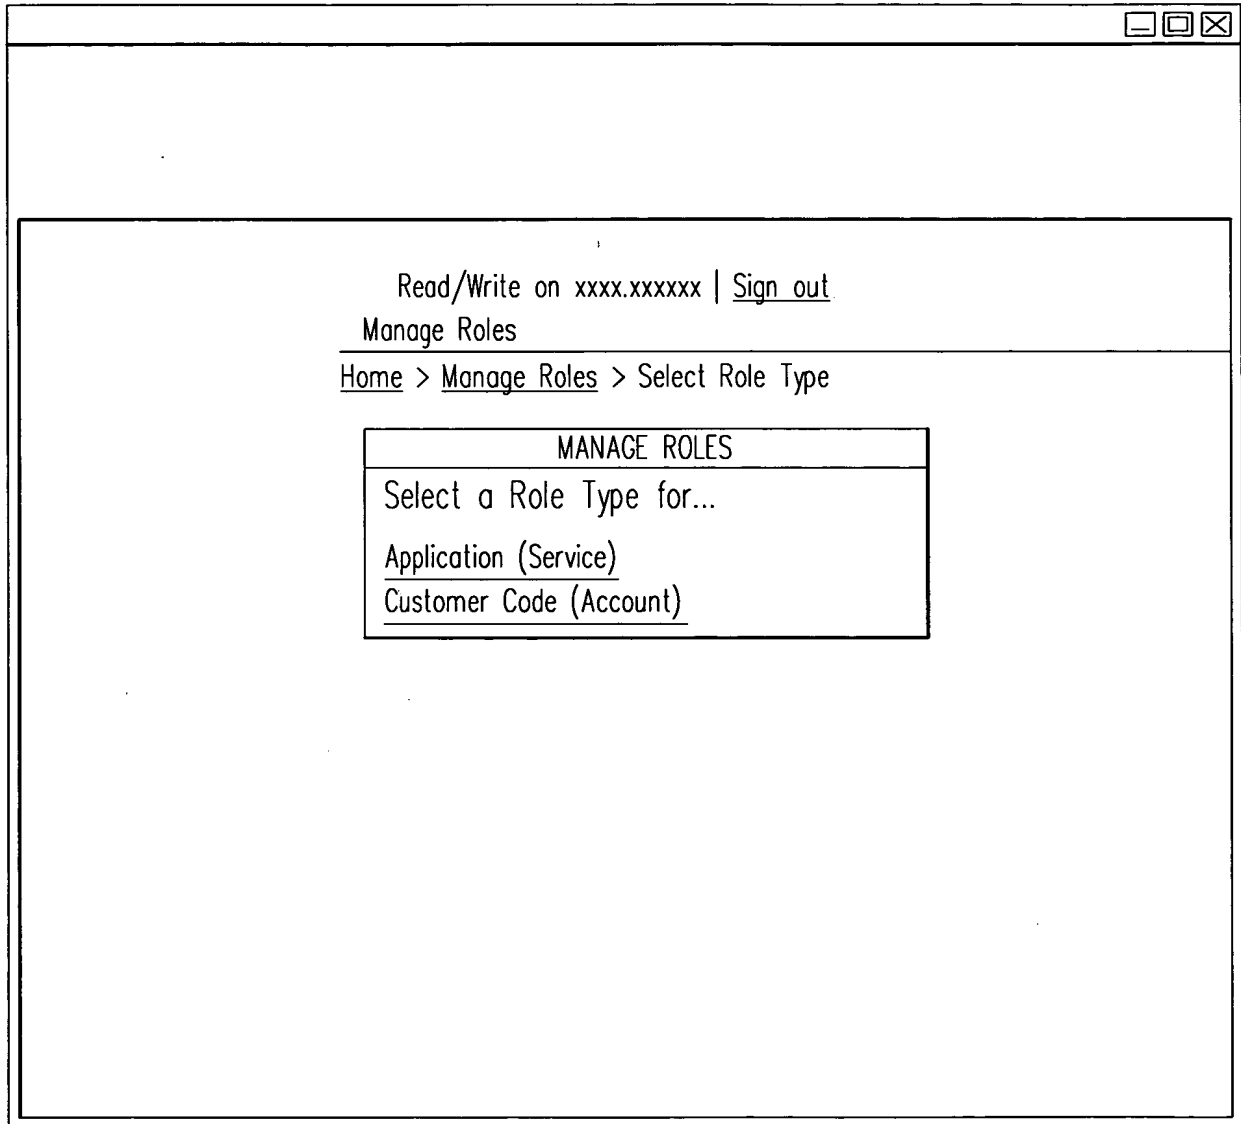 Read/Write on xxxx.xxxxxx | Sign out
Manage Roles
Home > Manage Roles > Select Role Type
MANAGE ROLES
Select a Role Type for...
Application (Service)
Customer Code (Account)